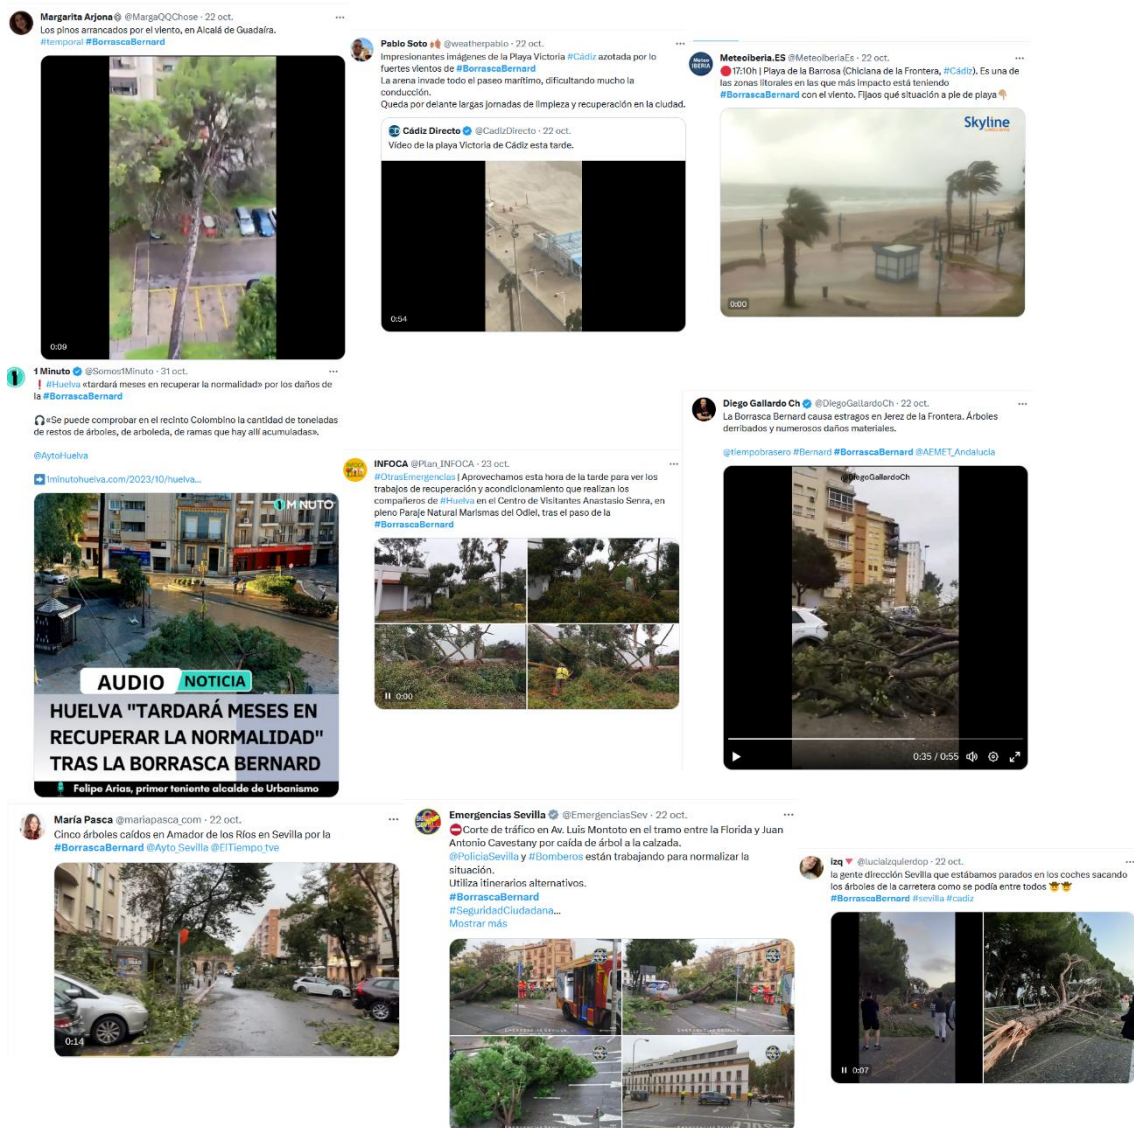 Margarita Arjona @MargaQQChose · 22 oct.
Los pinos arrancados por el viento, en Alcalá de Guadaíra.
#temporal #BorrascaBernard
0:09
Pablo Soto @weatherpablo · 22 oct.
Impresionantes imágenes de la Playa Victoria #Cádiz azotada por lo
fuertes vientos de #BorrascaBernard
La arena invade todo el paseo marítimo, dificultando mucho la
conducción.
Queda por delante largas jornadas de limpieza y recuperación en la ciudad.
Cádiz Directo @CadizDirecto · 22 oct.
Vídeo de la playa Victoria de Cádiz esta tarde.
0:54
Meteo
IBERIA
Meteoiberia.ES @MeteoiberiaEs · 22 oct.
17:10h | Playa de la Barrosa (Chiclana de la Frontera, #Cádiz). Es una de
las zonas litorales en las que más impacto está teniendo
#BorrascaBernard con el viento. Fijaos qué situación a pie de playa
Skyline
0:00
1 Minuto @Somos1Minuto · 31 oct.
#Huelva «tardará meses en recuperar la normalidad» por los daños de
la #BorrascaBernard
«Se puede comprobar en el recinto Colombino la cantidad de toneladas
de restos de árboles, de arboleda, de ramas que hay allí acumuladas».
@AytoHuelva
1minutohuelva.com/2023/10/huelva...
1MINUTO
AUDIO NOTICIA
HUELVA "TARDARÁ MESES EN
RECUPERAR LA NORMALIDAD"
TRAS LA BORRASCA BERNARD
Felipe Arias, primer teniente alcalde de Urbanismo
INFOCA @Plan_INFOCA · 23 oct.
#OtrasEmergencias | Aprovechamos esta hora de la tarde para ver los
trabajos de recuperación y acondicionamiento que realizan los
compañeros de #Huelva en el Centro de Visitantes Anastasio Senra, en
pleno Paraje Natural Marismas del Odiel, tras el paso de la
#BorrascaBernard
0:00
Diego Gallardo Ch @DiegoGallardoCh · 22 oct.
La Borrasca Bernard causa estragos en Jerez de la Frontera. Árboles
derribados y numerosos daños materiales.
@tiempobrasero #Bernard #BorrascaBernard @AEMET_Andalucia
@DiegoGallardoCh
0:35 / 0:55
María Pasca @mariapasca_com · 22 oct.
Cinco árboles caídos en Amador de los Ríos en Sevilla por la
#BorrascaBernard @Ayto_Sevilla @ElTiempo_tve
0:14
Emergencias Sevilla @EmergenciasSev · 22 oct.
Corte de tráfico en Av. Luis Montoto en el tramo entre la Florida y Juan
Antonio Cavestany por caída de árbol a la calzada.
@PoliciaSevilla y #Bomberos están trabajando para normalizar la
situación.
Utiliza itinerarios alternativos.
#BorrascaBernard
#SeguridadCiudadana...
Mostrar más
izq @luciaizquierdop · 22 oct.
la gente dirección Sevilla que estábamos parados en los coches sacando
los árboles de la carretera como se podía entre todos
#BorrascaBernard #sevilla #cadiz
0:07